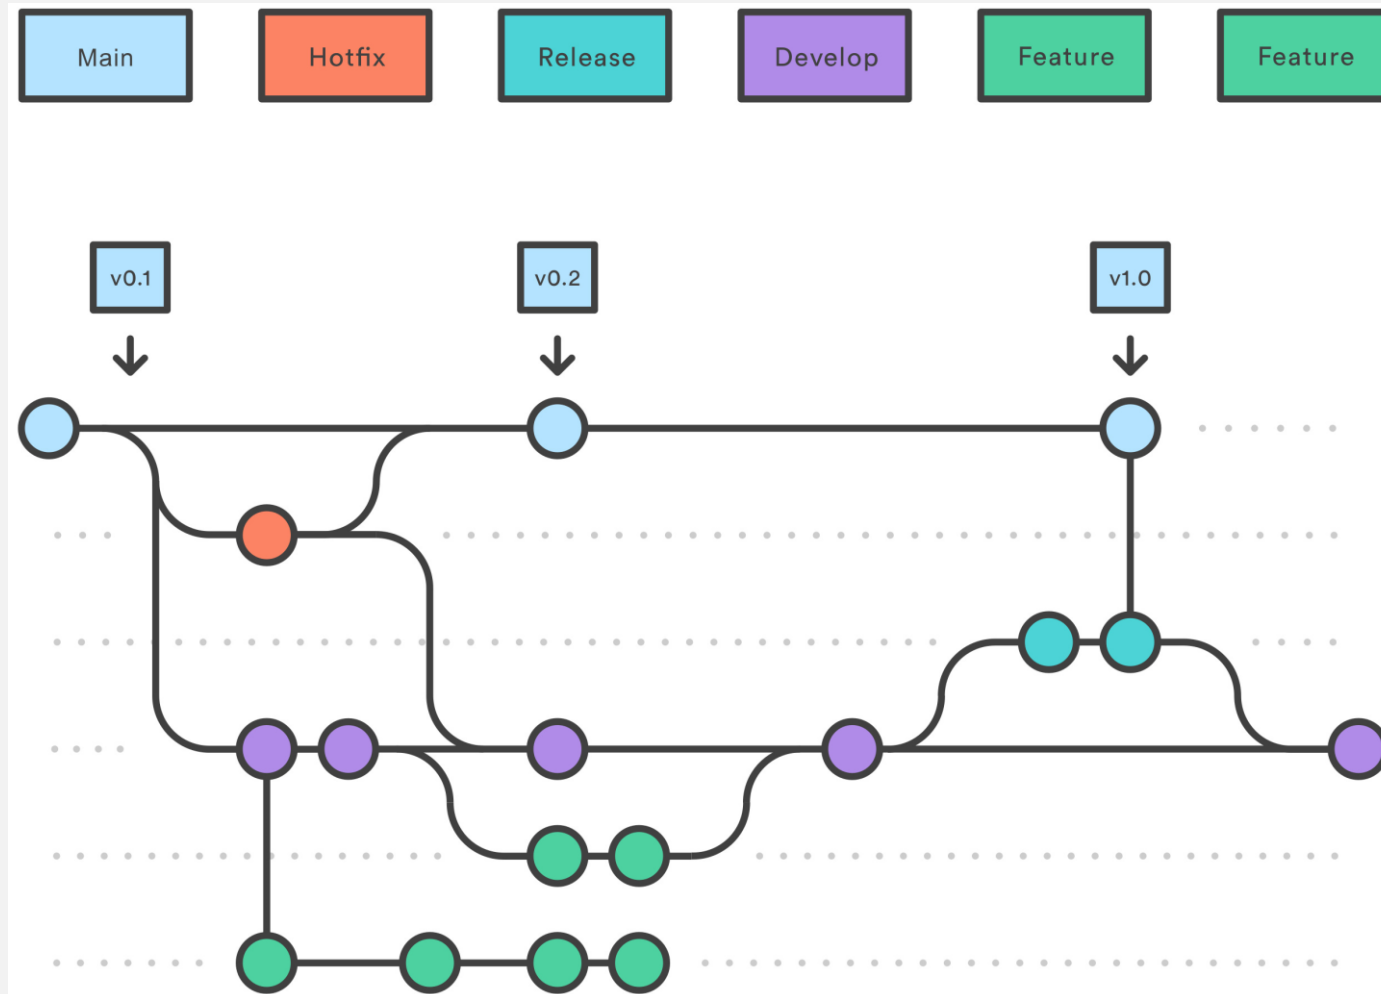 Main
Hotfix
Release
Develop
Feature
Feature
v0.1
v0.2
v1.0